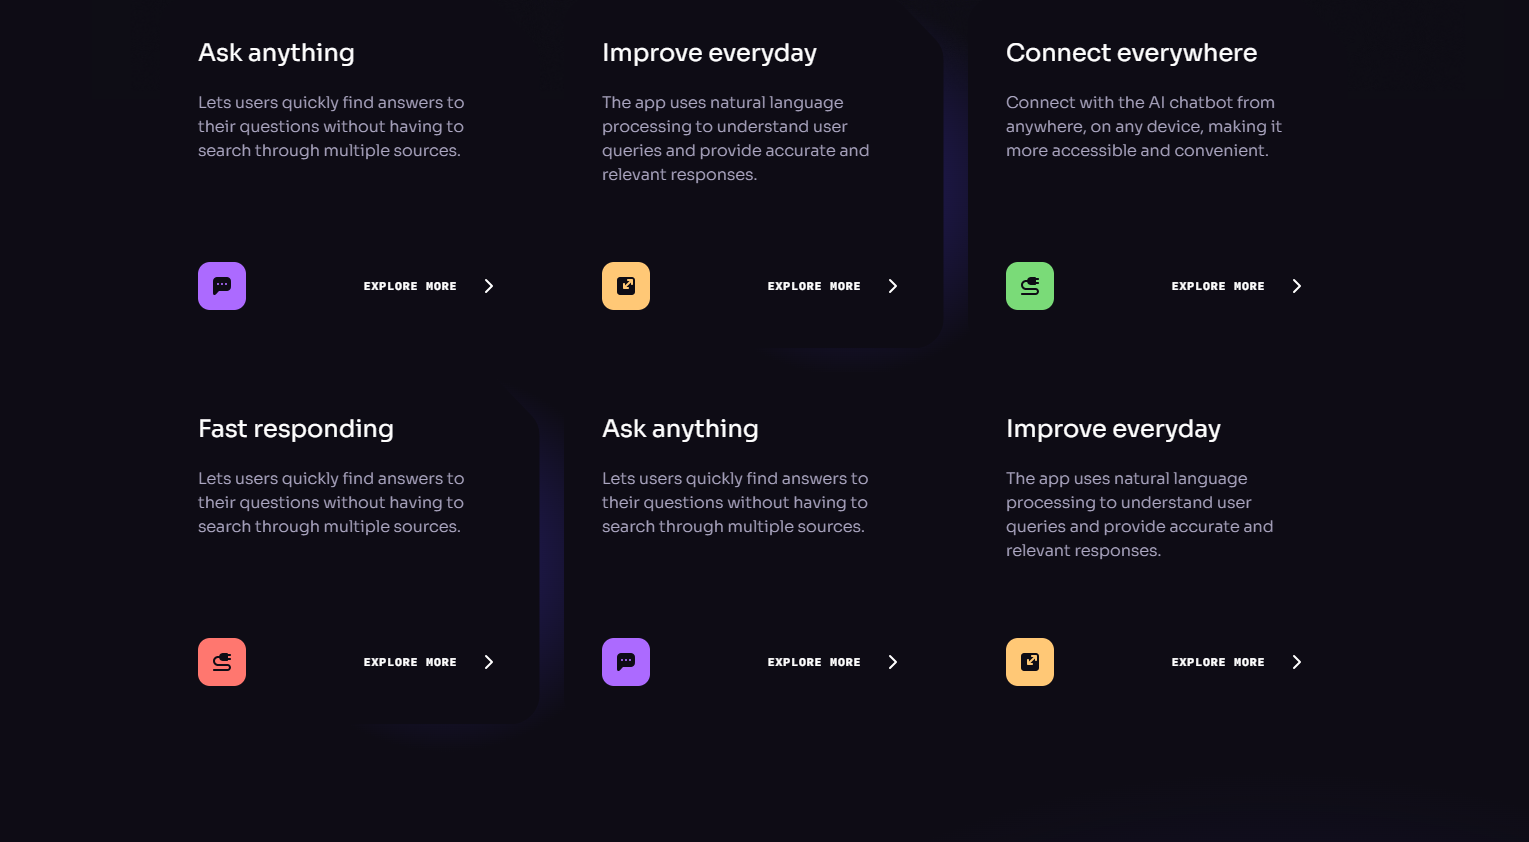 Ask anything
Lets users quickly find answers to
their questions without having to
search through multiple sources.
EXPLORE MORE
Improve everyday
The app uses natural language
processing to understand user
queries and provide accurate and
relevant responses.
EXPLORE MORE
Connect everywhere
Connect with the AI chatbot from
anywhere, on any device, making it
more accessible and convenient.
EXPLORE MORE
Fast responding
Lets users quickly find answers to
their questions without having to
search through multiple sources.
EXPLORE MORE
Ask anything
Lets users quickly find answers to
their questions without having to
search through multiple sources.
EXPLORE MORE
Improve everyday
The app uses natural language
processing to understand user
queries and provide accurate and
relevant responses.
EXPLORE MORE